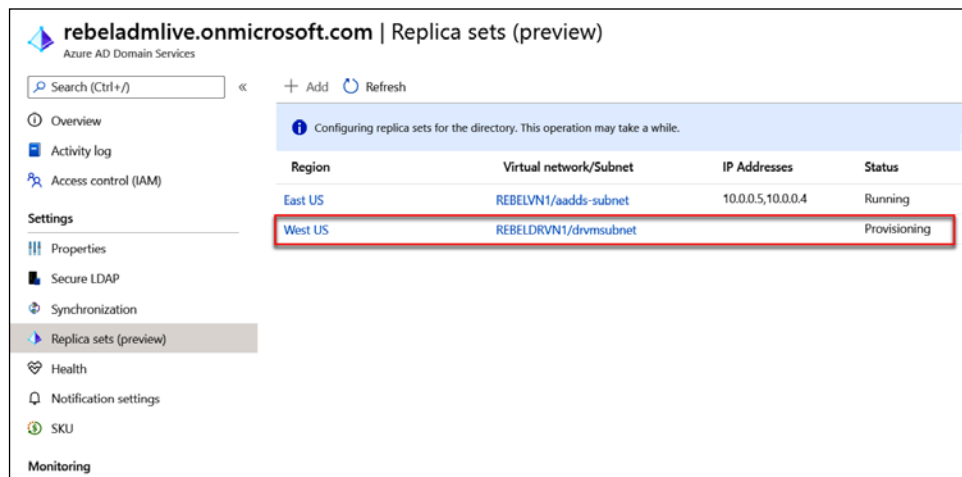 rebeladmlive.onmicrosoft.com | Replica sets (preview)
Azure AD Domain Services
Search (Ctrl+/)
«
Add
Refresh
Overview
Activity log
Access control (IAM)
Settings
Properties
Secure LDAP
Synchronization
Replica sets (preview)
Health
Notification settings
SKU
Monitoring
Configuring replica sets for the directory. This operation may take a while.
Region Virtual network/Subnet IP Addresses Status
East US REBELVN1/aadds-subnet 10.0.0.5,10.0.0.4 Running
West US REBELDRVN1/drvmsubnet Provisioning